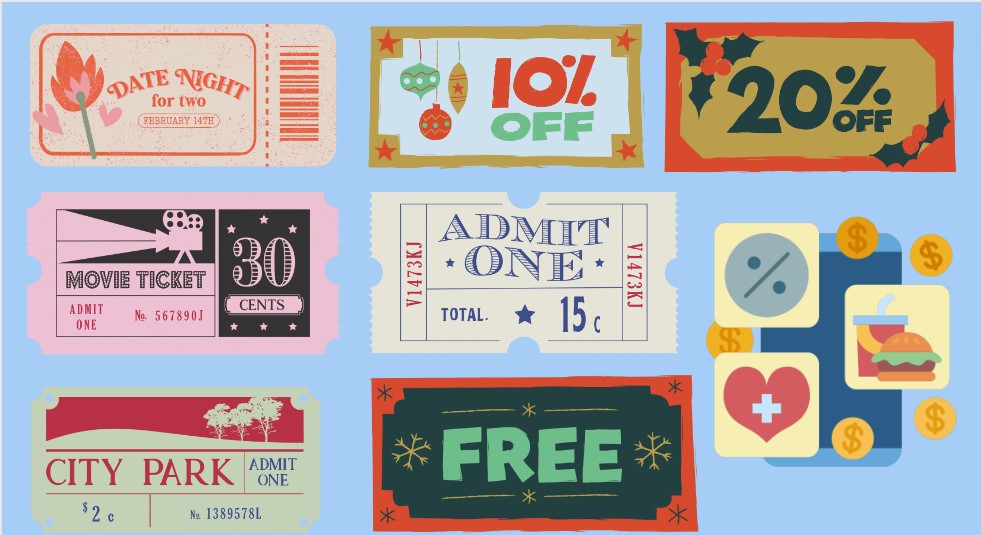 DATE NIGHT
for two
FEBRUARY 14TH
10%
OFF
20%
OFF
MOVIE TICKET
ADMIT
ONE
№ 567890J
30
CENTS
V1473KJ
ADMIT
ONE
TOTAL.
15 C
V1473KJ
CITY PARK
ADMIT
ONE
$ 2 c
№ 1389578L
FREE
%
$
$
$
$
$